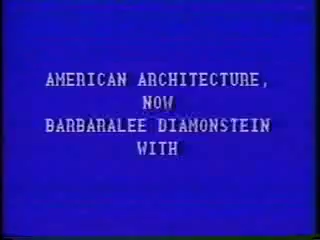 AMERICAN ARCHITECTURE,
NOW
BARBARALEE DIAMONSTEIN
WITH